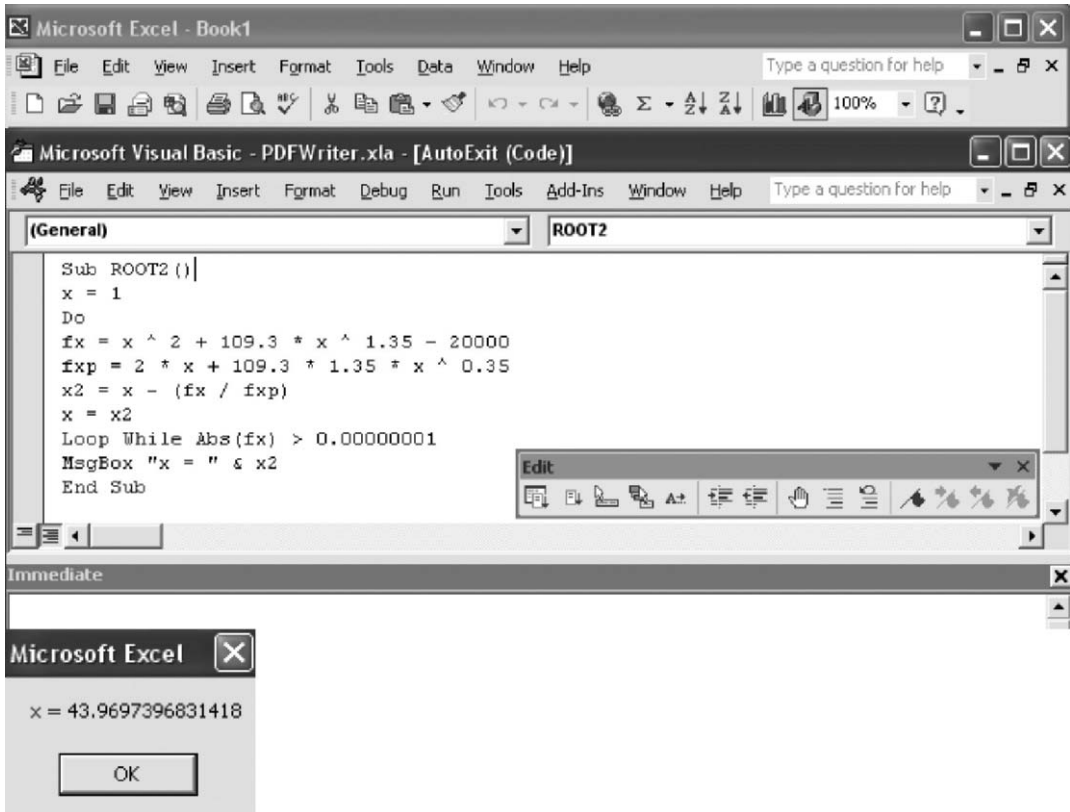 Microsoft Excel - Book1
File Edit View Insert Format Tools Data Window Help Type a question for help
100%
Microsoft Visual Basic - PDFWriter.xla - [AutoExit (Code)]
File Edit View Insert Format Debug Run Tools Add-Ins Window Help Type a question for help
(General) ROOT2
Sub ROOT2()
x = 1
Do
fx = x ^ 2 + 109.3 * x ^ 1.35 - 20000
fxp = 2 * x + 109.3 * 1.35 * x ^ 0.35
x2 = x - (fx / fxp)
x = x2
Loop While Abs(fx) > 0.00000001
MsgBox "x = " & x2
End Sub
Edit
Immediate
Microsoft Excel
x = 43.9697396831418
OK